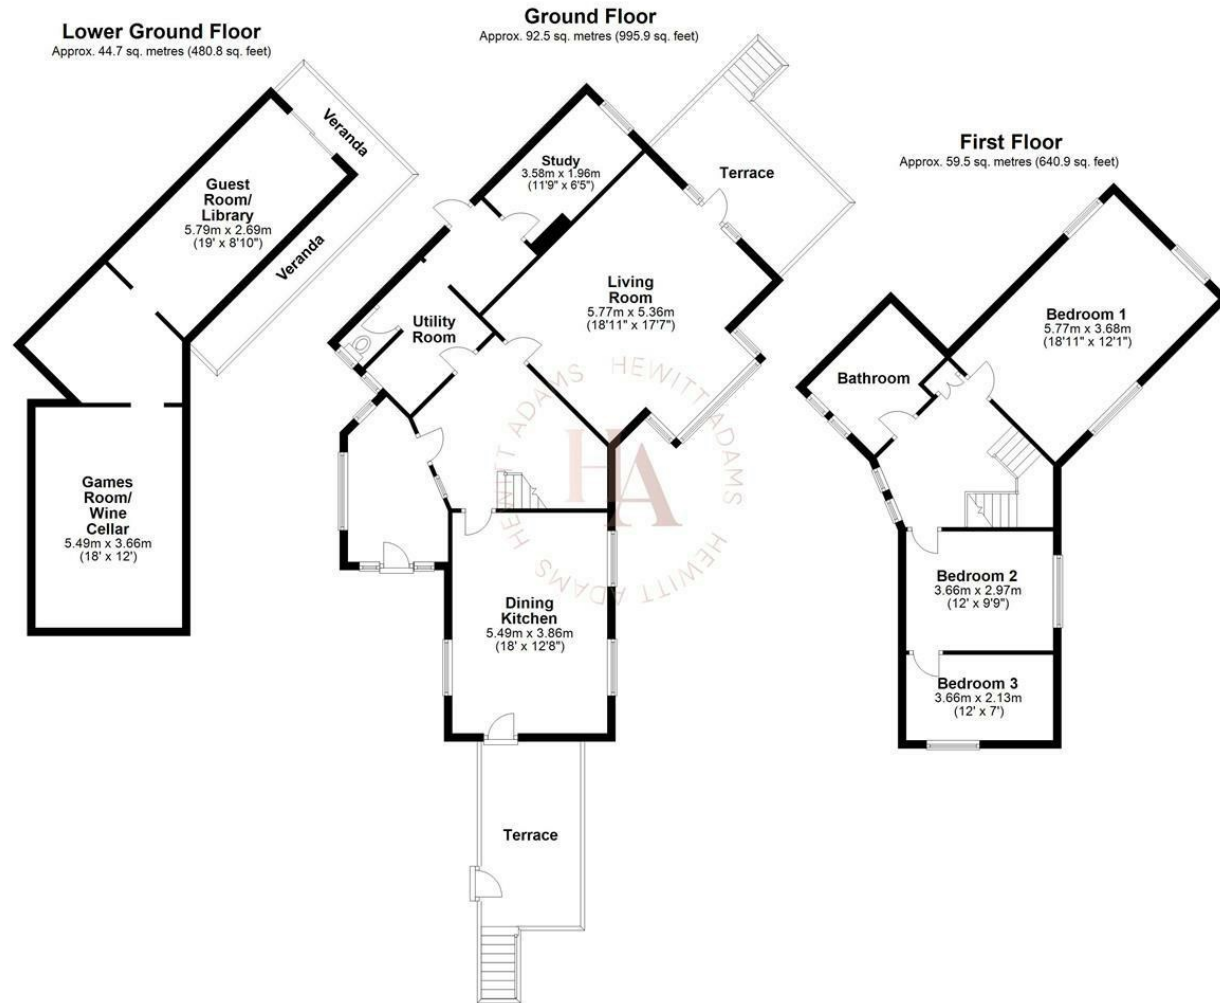 Lower Ground Floor
Approx. 44.7 sq. metres (480.8 sq. feet)
Veranda
Guest
Room/
Library
5.79m x 2.69m
(19' x 8'10")
Veranda
Games
Room/
Wine
Cellar
5.49m x 3.66m
(18' x 12')
Ground Floor
Approx. 92.5 sq. metres (995.9 sq. feet)
Study
3.58m x 1.96m
(11'9" x 6'5")
Terrace
Living
Room
5.77m x 5.36m
(18'11" x 17'7")
Utility
Room
Dining
Kitchen
5.49m x 3.86m
(18' x 12'8")
Terrace
First Floor
Approx. 59.5 sq. metres (640.9 sq. feet)
Bedroom 1
5.77m x 3.68m
(18'11" x 12'1")
Bathroom
Bedroom 2
3.66m x 2.97m
(12' x 9'9")
Bedroom 3
3.66m x 2.13m
(12' x 7')
HEWITT ADAMS HEWITT ADAMS HEWITT ADAMS
HA